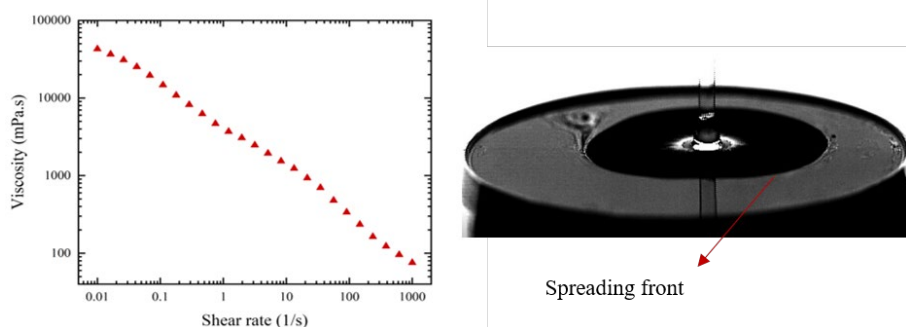 100000
10000
1000
100
Viscosity (mPa.s)
0.01 0.1 1 10 100 1000
Shear rate (1/s)
Spreading front